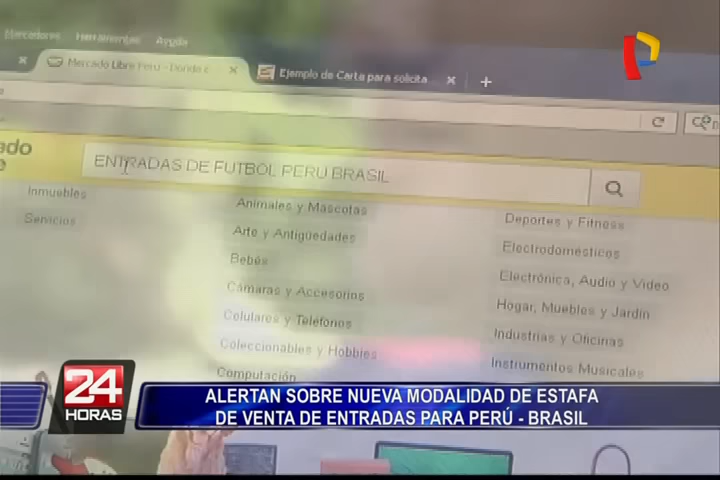 Marcadores Herramientas Ayuda
Mercado Libre Perú - Donde c
Ejemplo de Carta para solicita
ado
ENTRADAS DE FUTBOL PERU BRASIL
Inmuebles
Servicios
Animales y Mascotas
Arte y Antigüedades
Bebés
Cámaras y Accesorios
Celulares y Teléfonos
Coleccionables y Hobbies
Computación
Deportes y Fitness
Electrodomésticos
Electrónica, Audio y Video
Hogar, Muebles y Jardín
Industrias y Oficinas
Instrumentos Musicales
24
HORAS
ALERTAN SOBRE NUEVA MODALIDAD DE ESTAFA
DE VENTA DE ENTRADAS PARA PERÚ - BRASIL